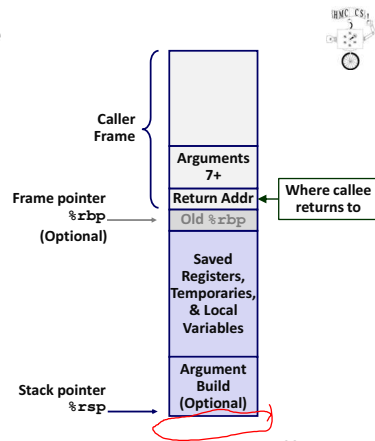 HMC CS
Caller
Frame
Arguments
7+
Return Addr
Where callee
returns to
Frame pointer
%rbp
(Optional)
Old %rbp
Saved
Registers,
Temporaries,
& Local
Variables
Argument
Build
(Optional)
Stack pointer
%rsp